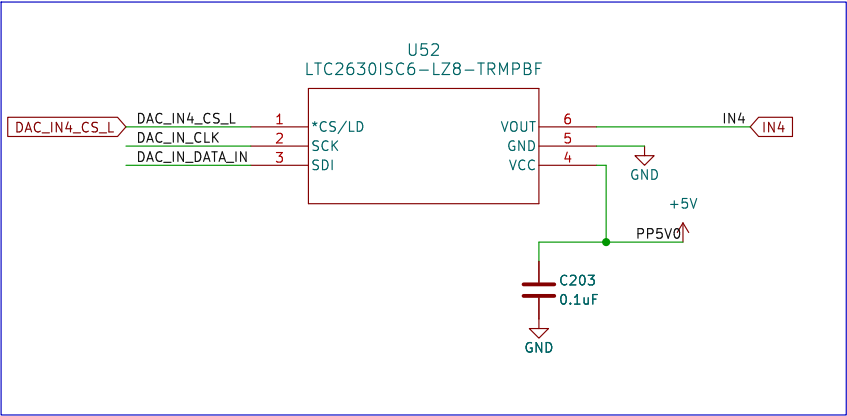 U52
LTC2630ISC6-LZ8-TRMPBF
DAC_IN4_CS_L
DAC_IN4_CS_L
1
*CS/LD
VOUT
6
IN4
IN4
DAC_IN_CLK
2
SCK
GND
5
DAC_IN_DATA_IN
3
SDI
VCC
4
GND
+5V
PP5V0
C203
0.1uF
GND